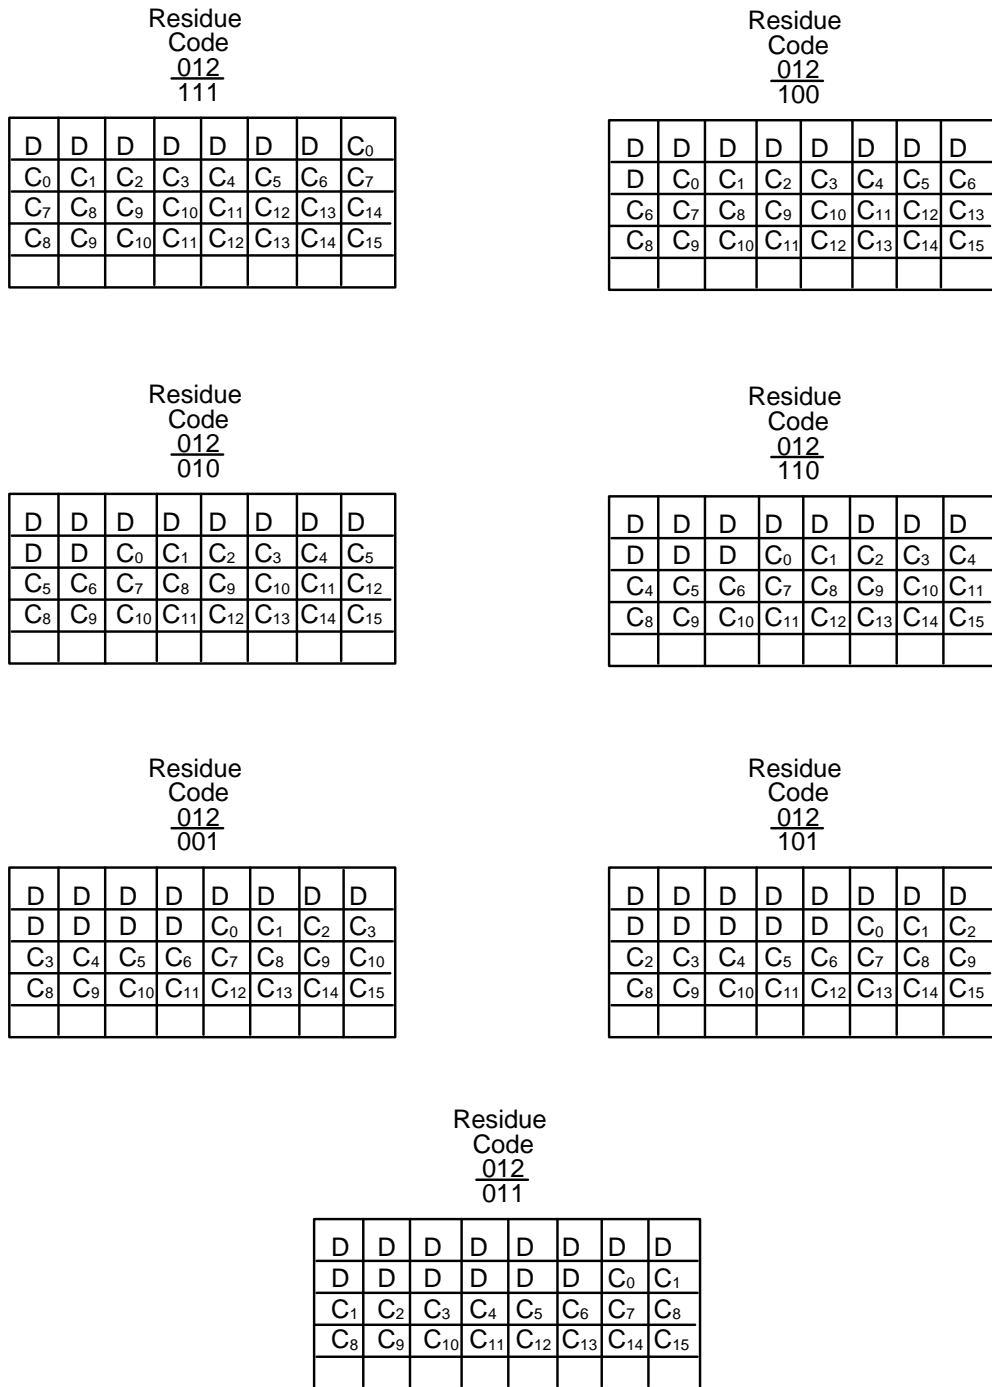 Residue
Code
012
111
D D D D D D D C0
C0 C1 C2 C3 C4 C5 C6 C7
C7 C8 C9 C10 C11 C12 C13 C14
C8 C9 C10 C11 C12 C13 C14 C15
Residue
Code
012
100
D D D D D D D D
D C0 C1 C2 C3 C4 C5 C6
C6 C7 C8 C9 C10 C11 C12 C13
C8 C9 C10 C11 C12 C13 C14 C15
Residue
Code
012
010
D D D D D D D D
D D C0 C1 C2 C3 C4 C5
C5 C6 C7 C8 C9 C10 C11 C12
C8 C9 C10 C11 C12 C13 C14 C15
Residue
Code
012
110
D D D D D D D D
D D D C0 C1 C2 C3 C4
C4 C5 C6 C7 C8 C9 C10 C11
C8 C9 C10 C11 C12 C13 C14 C15
Residue
Code
012
001
D D D D D D D D
D D D D C0 C1 C2 C3
C3 C4 C5 C6 C7 C8 C9 C10
C8 C9 C10 C11 C12 C13 C14 C15
Residue
Code
012
101
D D D D D D D D
D D D D D C0 C1 C2
C2 C3 C4 C5 C6 C7 C8 C9
C8 C9 C10 C11 C12 C13 C14 C15
Residue
Code
012
011
D D D D D D D D
D D D D D D C0 C1
C1 C2 C3 C4 C5 C6 C7 C8
C8 C9 C10 C11 C12 C13 C14 C15